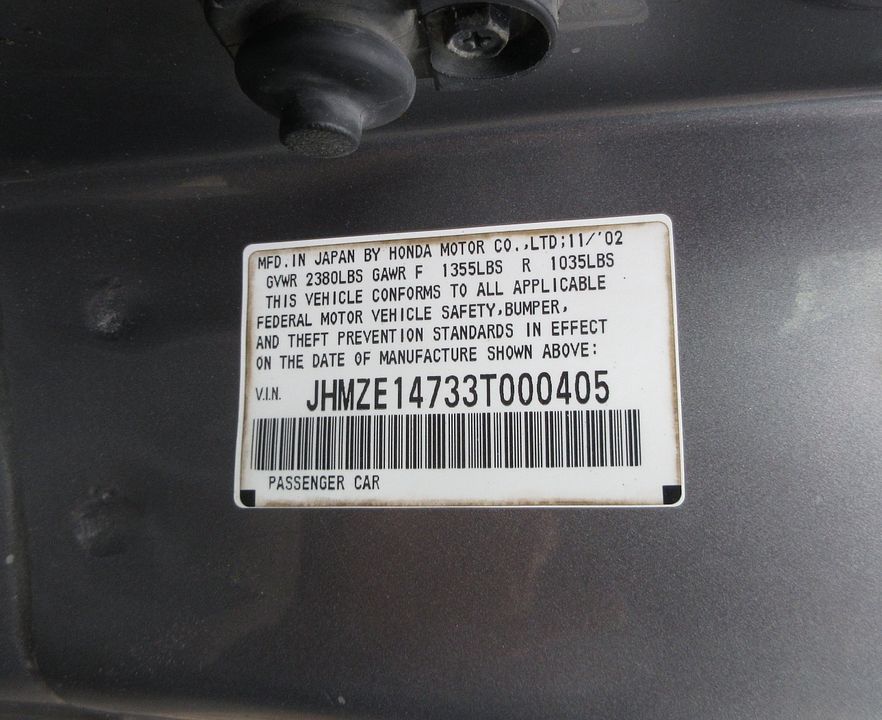 MFD.IN JAPAN BY HONDA MOTOR CO.,LTD;11/'02
GVWR 2380LBS GAWR F 1355LBS R 1035LBS
THIS VEHICLE CONFORMS TO ALL APPLICABLE
FEDERAL MOTOR VEHICLE SAFETY,BUMPER,
AND THEFT PREVENTION STANDARDS IN EFFECT
ON THE DATE OF MANUFACTURE SHOWN ABOVE:
V.I.N. JHMZE14733T000405
PASSENGER CAR